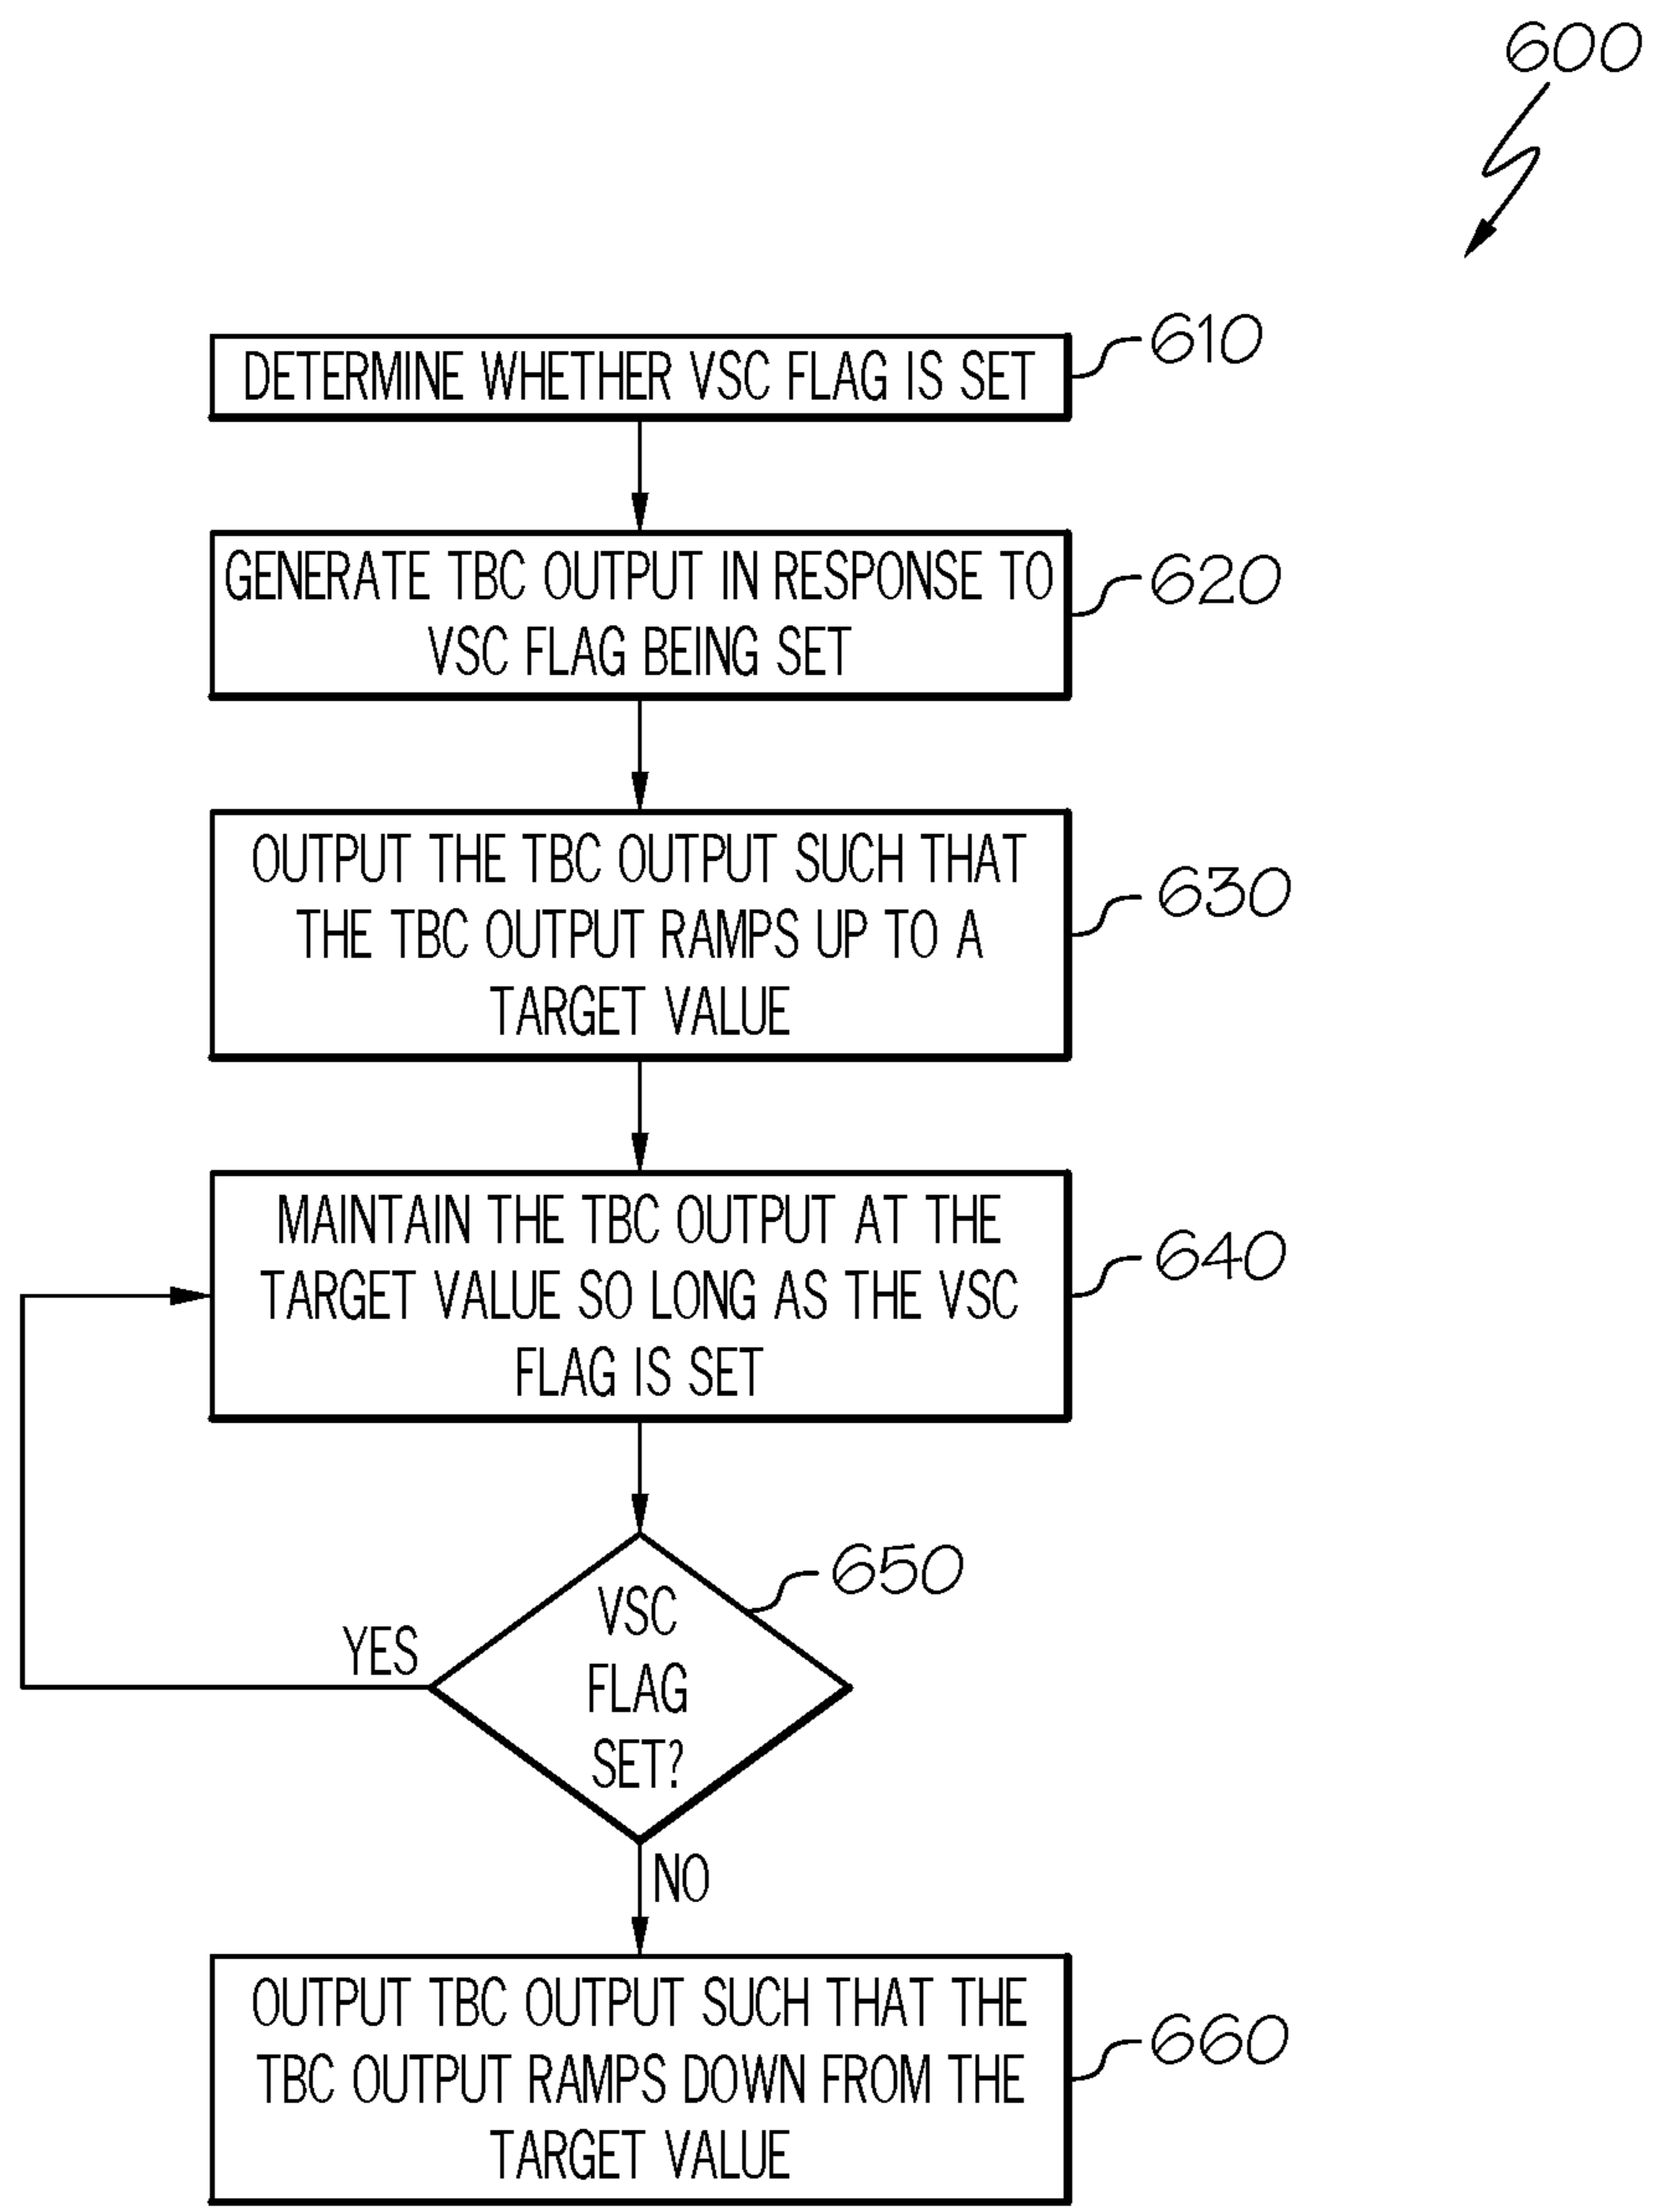 600
DETERMINE WHETHER VSC FLAG IS SET
610
GENERATE TBC OUTPUT IN RESPONSE TO
VSC FLAG BEING SET
620
OUTPUT THE TBC OUTPUT SUCH THAT
THE TBC OUTPUT RAMPS UP TO A
TARGET VALUE
630
MAINTAIN THE TBC OUTPUT AT THE
TARGET VALUE SO LONG AS THE VSC
FLAG IS SET
640
VSC
FLAG
SET?
650
YES
NO
OUTPUT TBC OUTPUT SUCH THAT THE
TBC OUTPUT RAMPS DOWN FROM THE
TARGET VALUE
660